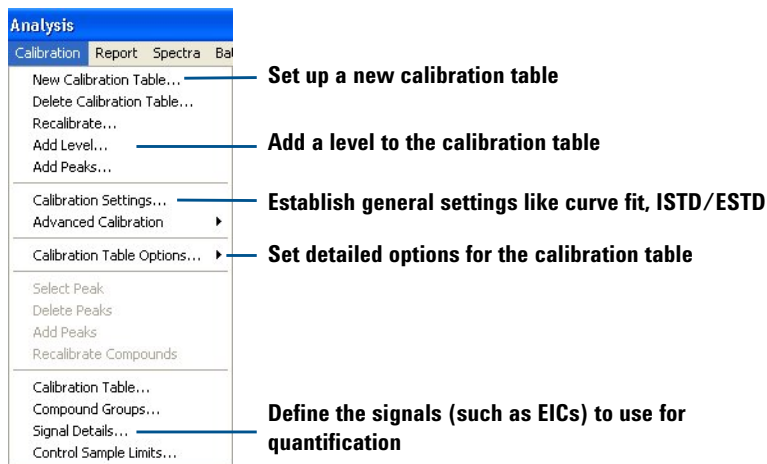 Analysis
Calibration Report Spectra
New Calibration Table...
Set up a new calibration table
Delete Calibration Table...
Recalibrate...
Add Level...
Add a level to the calibration table
Add Peaks...
Calibration Settings...
Establish general settings like curve fit, ISTD/ESTD
Advanced Calibration
Calibration Table Options...
Set detailed options for the calibration table
Select Peak
Delete Peaks
Add Peaks
Recalibrate Compounds
Calibration Table...
Compound Groups...
Signal Details...
Define the signals (such as EICs) to use for
quantification
Control Sample Limits...